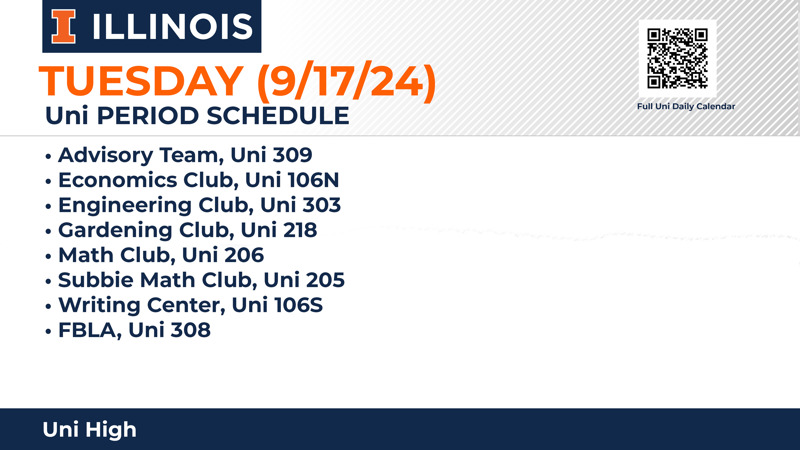 I ILLINOIS
TUESDAY (9/17/24)
Uni PERIOD SCHEDULE
Full Uni Daily Calendar
• Advisory Team, Uni 309
• Economics Club, Uni 106N
• Engineering Club, Uni 303
• Gardening Club, Uni 218
• Math Club, Uni 206
• Subbie Math Club, Uni 205
• Writing Center, Uni 106S
• FBLA, Uni 308
Uni High